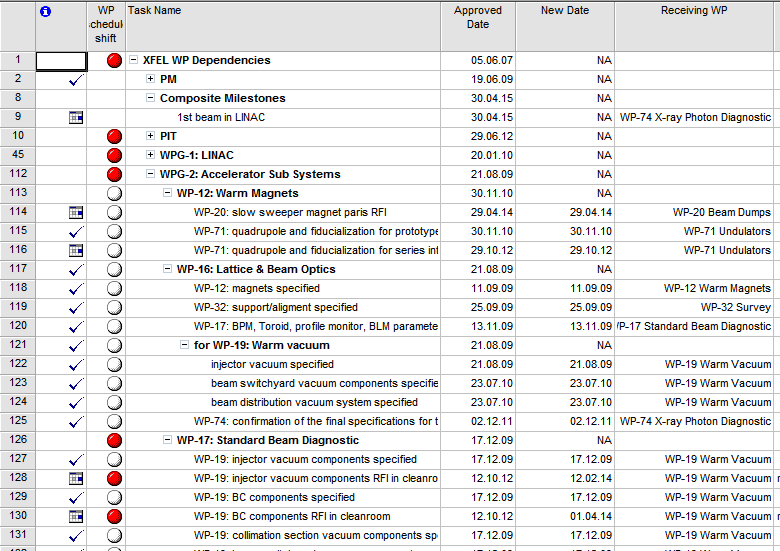 WP schedul shift Task Name Approved Date New Date Receiving WP
1 XFEL WP Dependencies 05.06.07 NA
2 PM 19.06.09 NA
8 Composite Milestones 30.04.15 NA
9 1st beam in LINAC 30.04.15 NA WP-74 X-ray Photon Diagnostic
10 PIT 29.06.12 NA
45 WPG-1: LINAC 20.01.10 NA
112 WPG-2: Accelerator Sub Systems 21.08.09 NA
113 WP-12: Warm Magnets 30.11.10 NA
114 WP-20: slow sweeper magnet paris RFI 29.04.14 29.04.14 WP-20 Beam Dumps
115 WP-71: quadrupole and fiducialization for prototype 30.11.10 30.11.10 WP-71 Undulators
116 WP-71: quadrupole and fiducialization for series int 29.10.12 29.10.12 WP-71 Undulators
117 WP-16: Lattice & Beam Optics 21.08.09 NA
118 WP-12: magnets specified 11.09.09 11.09.09 WP-12 Warm Magnets
119 WP-32: support/aligment specified 25.09.09 25.09.09 WP-32 Survey
120 WP-17: BPM, Toroid, profile monitor, BLM paramete 13.11.09 13.11.09 WP-17 Standard Beam Diagnostic
121 for WP-19: Warm vacuum 21.08.09 NA
122 injector vacuum specified 21.08.09 21.08.09 WP-19 Warm Vacuum
123 beam switchyard vacuum components specifie 23.07.10 23.07.10 WP-19 Warm Vacuum
124 beam distribution vacuum system specified 23.07.10 23.07.10 WP-19 Warm Vacuum
125 WP-74: confirmation of the final specifications for t 02.12.11 02.12.11 WP-74 X-ray Photon Diagnostic
126 WP-17: Standard Beam Diagnostic 17.12.09 NA
127 WP-19: injector vacuum components specified 17.12.09 17.12.09 WP-19 Warm Vacuum
128 WP-19: injector vacuum components RFI in cleanro 12.10.12 12.02.14 WP-19 Warm Vacuum
129 WP-19: BC components specified 17.12.09 17.12.09 WP-19 Warm Vacuum
130 WP-19: BC components RFI in cleanroom 12.10.12 01.04.14 WP-19 Warm Vacuum
131 WP-19: collimation section vacuum components sp 17.12.09 17.12.09 WP-19 Warm Vacuum